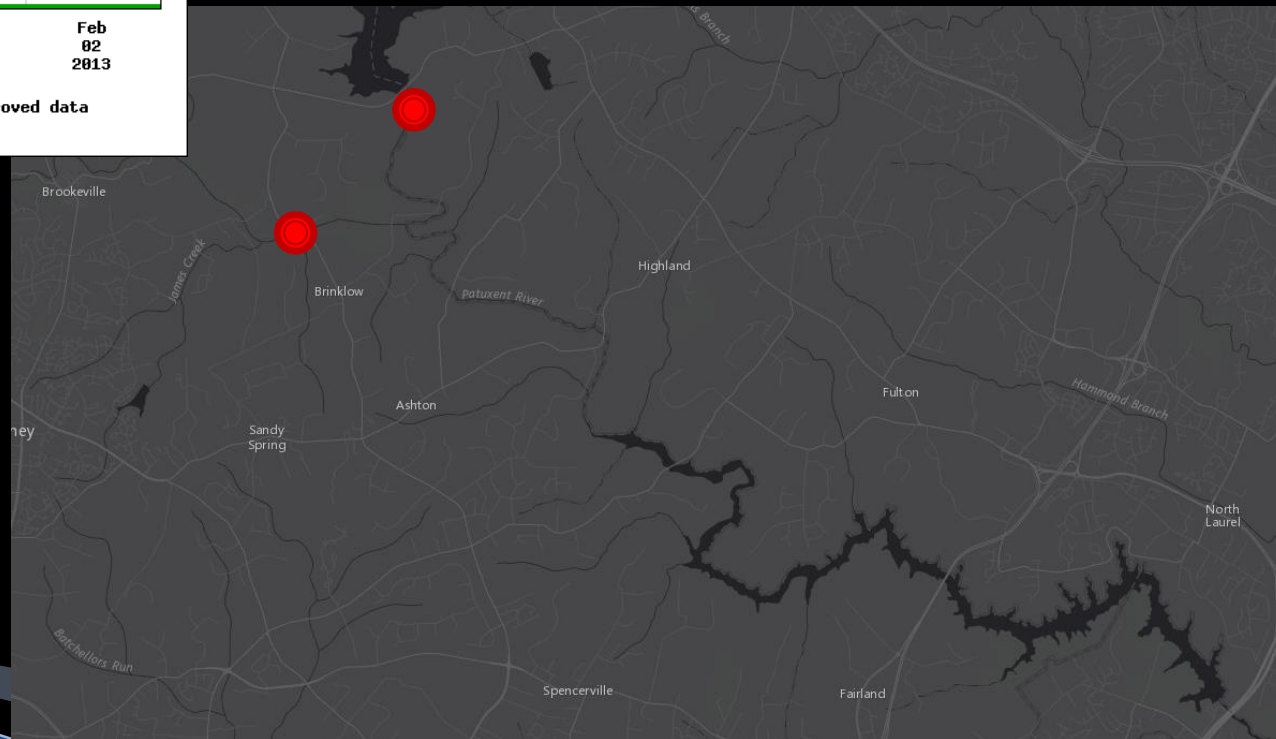 Feb
02
2013
oved data
s Branch
Brookeville
James Creek
Brinklow
Patuxent River
Highland
Ashton
Fulton
Hammond Branch
ney
Sandy
Spring
North
Laurel
Batchellors Run
Spencerville
Fairland